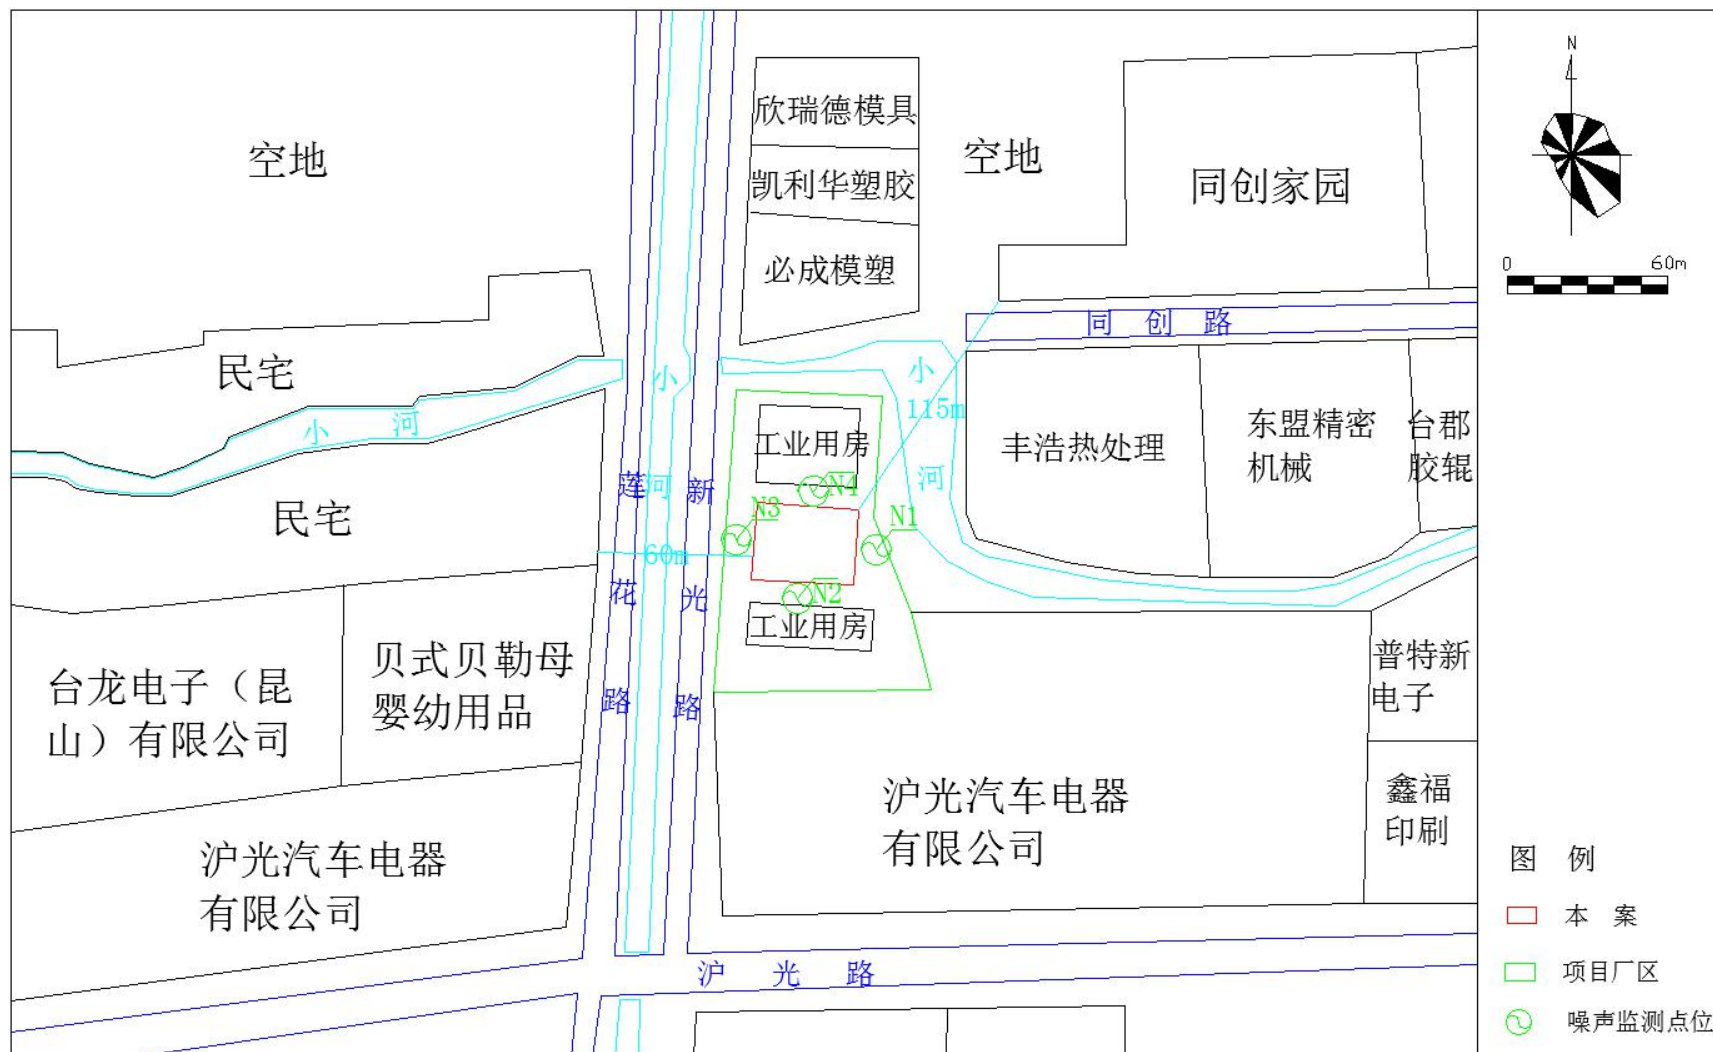 欣瑞德模具
凯利华塑胶
必成模塑
空地
空地
同创家园
N
0 60m
民宅
小河
小河
同创路
小河
115m
工业用房
丰浩热处理
东盟精密
机械
台郡
胶辊
民宅
莲花路
新光路
N4
N3
N1
60m
N2
工业用房
台龙电子（昆
山）有限公司
贝式贝勒母
婴幼用品
普特新
电子
沪光汽车电器
有限公司
鑫福
印刷
沪光汽车电器
有限公司
沪光路
图例
本案
项目厂区
噪声监测点位